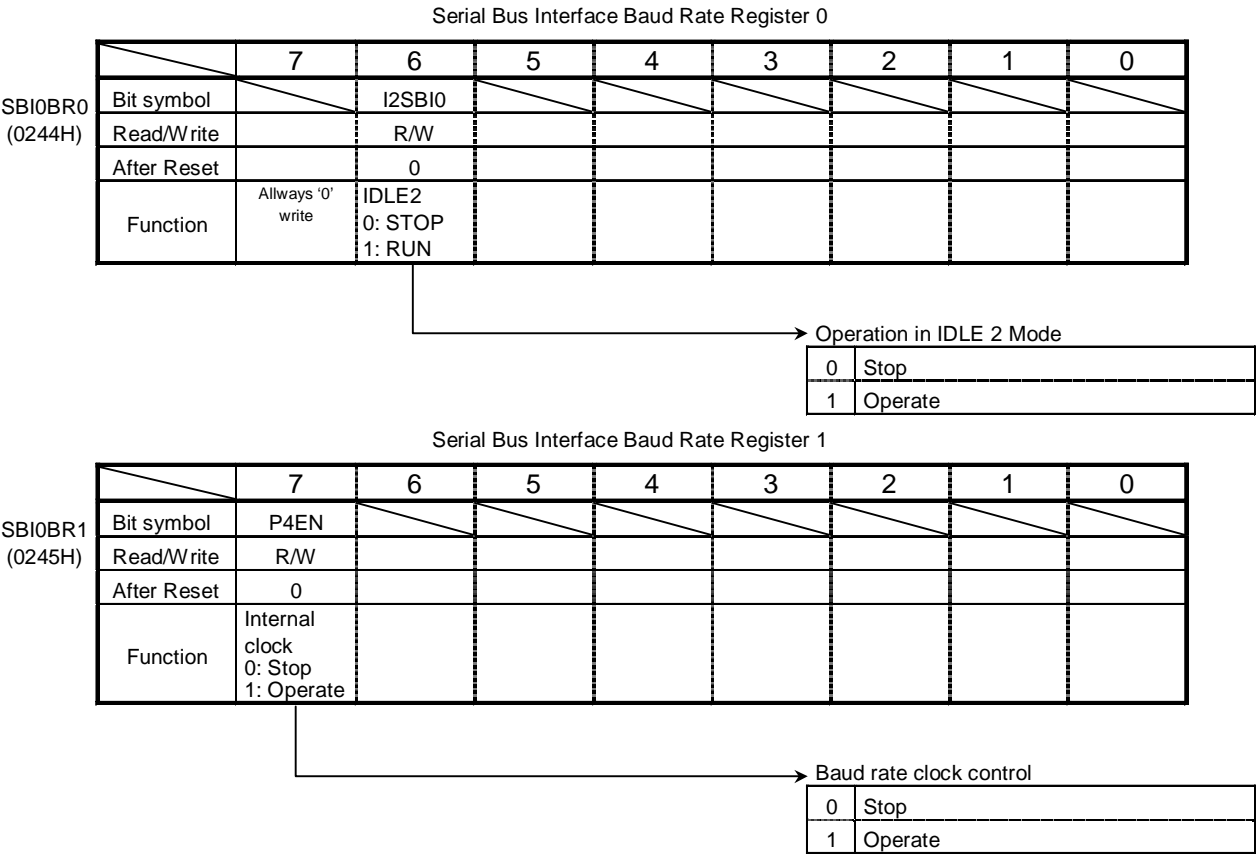 Serial Bus Interface Baud Rate Register 0
7 6 5 4 3 2 1 0
SBI0BR0
(0244H)
Bit symbol I2SBI0
Read/Write R/W
After Reset 0
Function
Allways ‘0’
write
IDLE2
0: STOP
1: RUN
Operation in IDLE 2 Mode
0 Stop
1 Operate
Serial Bus Interface Baud Rate Register 1
7 6 5 4 3 2 1 0
SBI0BR1
(0245H)
Bit symbol P4EN
Read/Write R/W
After Reset 0
Function
Internal
clock
0: Stop
1: Operate
Baud rate clock control
0 Stop
1 Operate